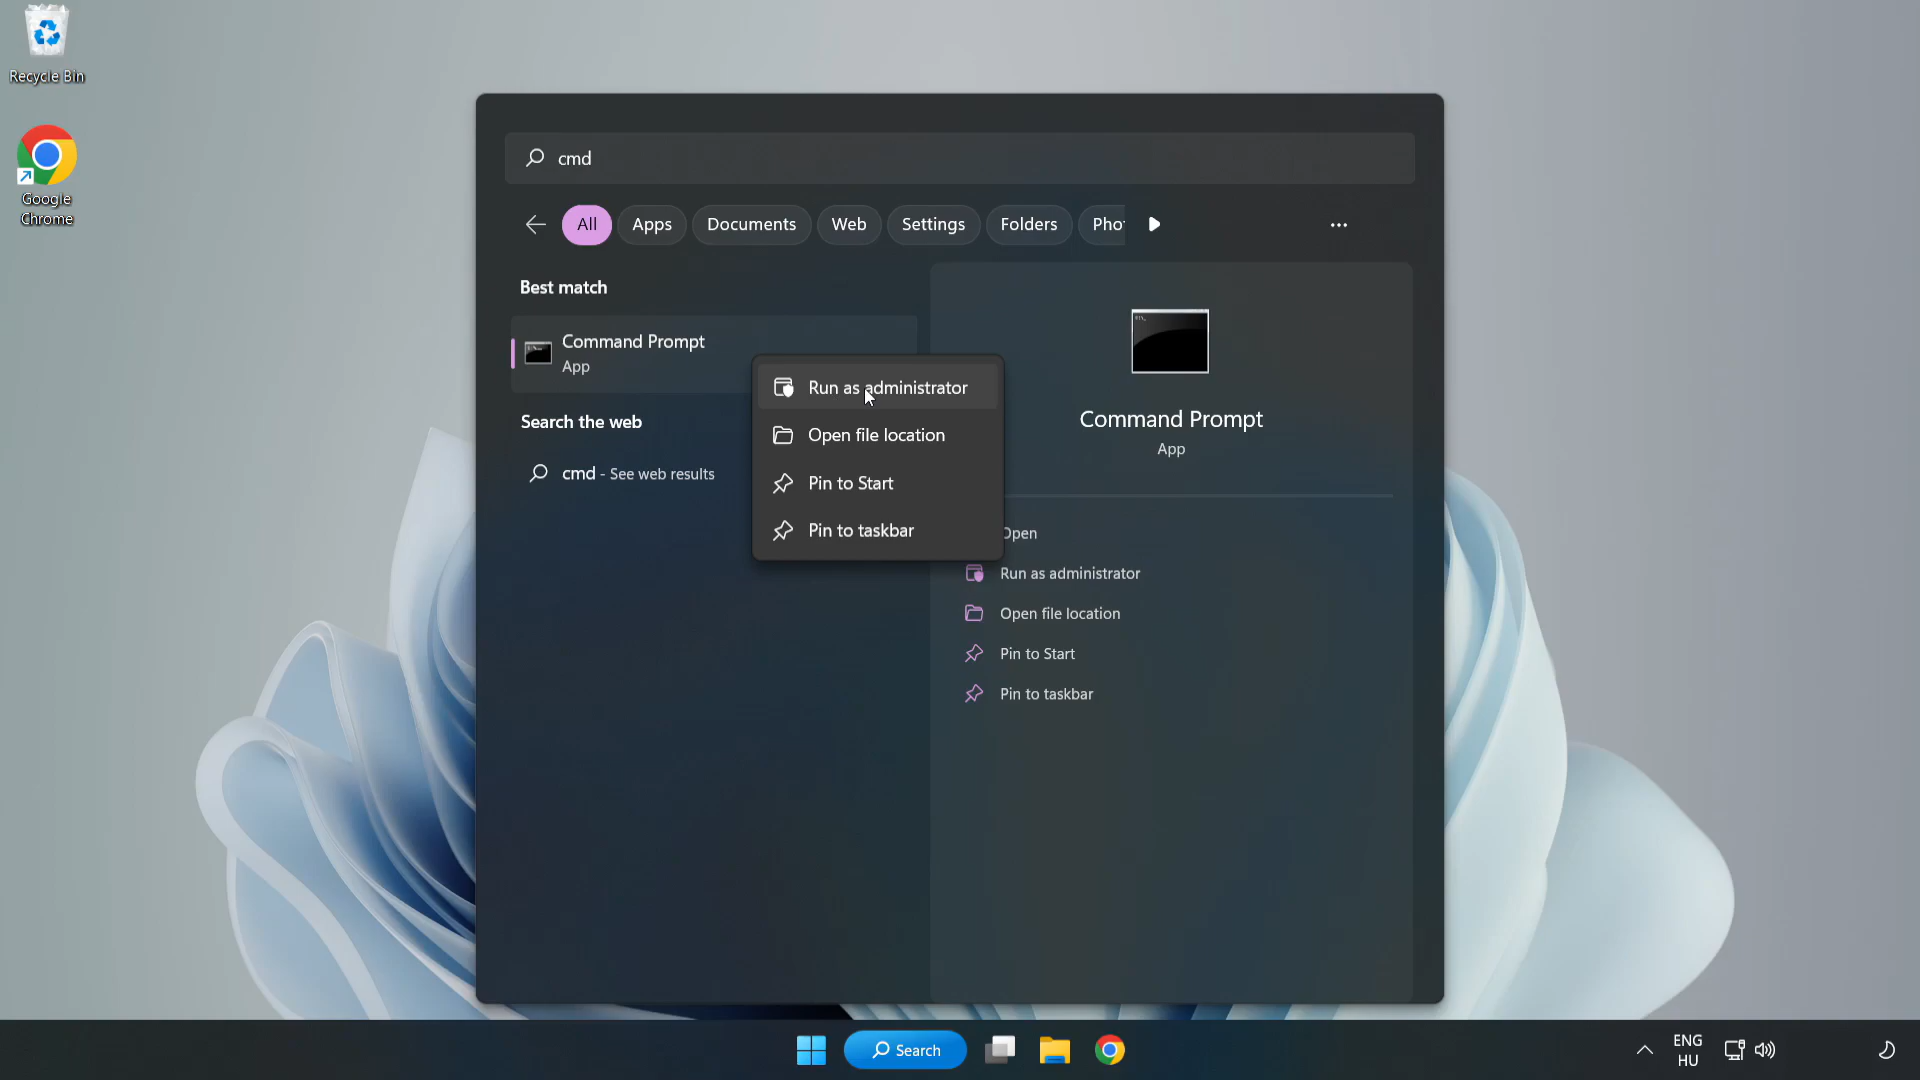 Recycle Bin
Google
Chrome
cmd
All Apps Documents Web Settings Folders Pho
Best match
Command Prompt
App
Search the web
cmd - See web results
Run as administrator
Open file location
Pin to Start
Pin to taskbar
Command Prompt
App
Open
Run as administrator
Open file location
Pin to Start
Pin to taskbar
Search
ENG
HU